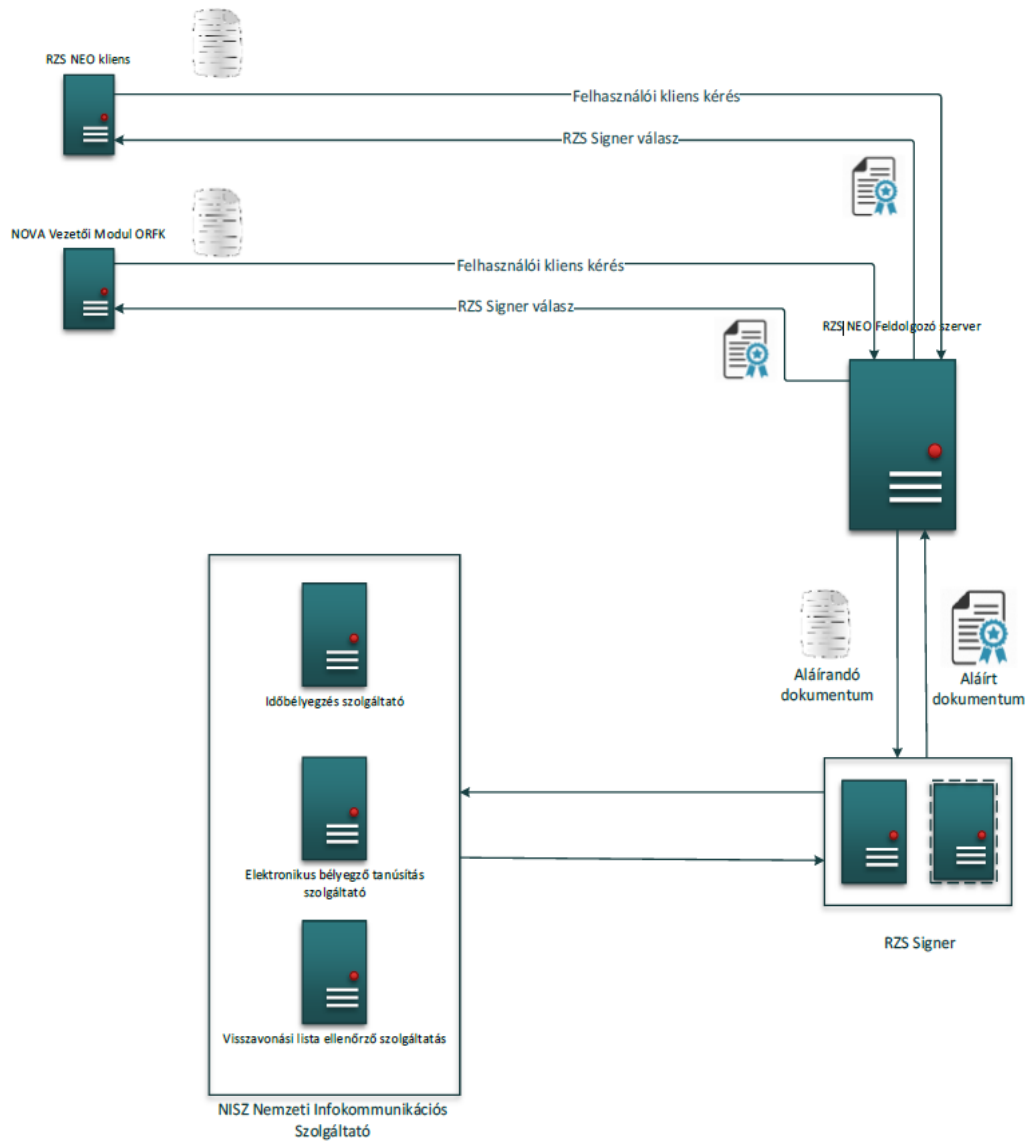 RZS NEO kliens
Felhasználói kliens kérés
RZS Signer válasz
NOVA Vezetői Modul ORFK
Felhasználói kliens kérés
RZS Signer válasz
RZS NEO Feldolgozó szerver
Időbélyegzés szolgáltató
Elektronikus bélyegző tanúsítás
szolgáltató
Visszavonási lista ellenőrző szolgáltatás
NISZ Nemzeti Infokommunikációs
Szolgáltató
Aláírandó
dokumentum
Aláírt
dokumentum
RZS Signer